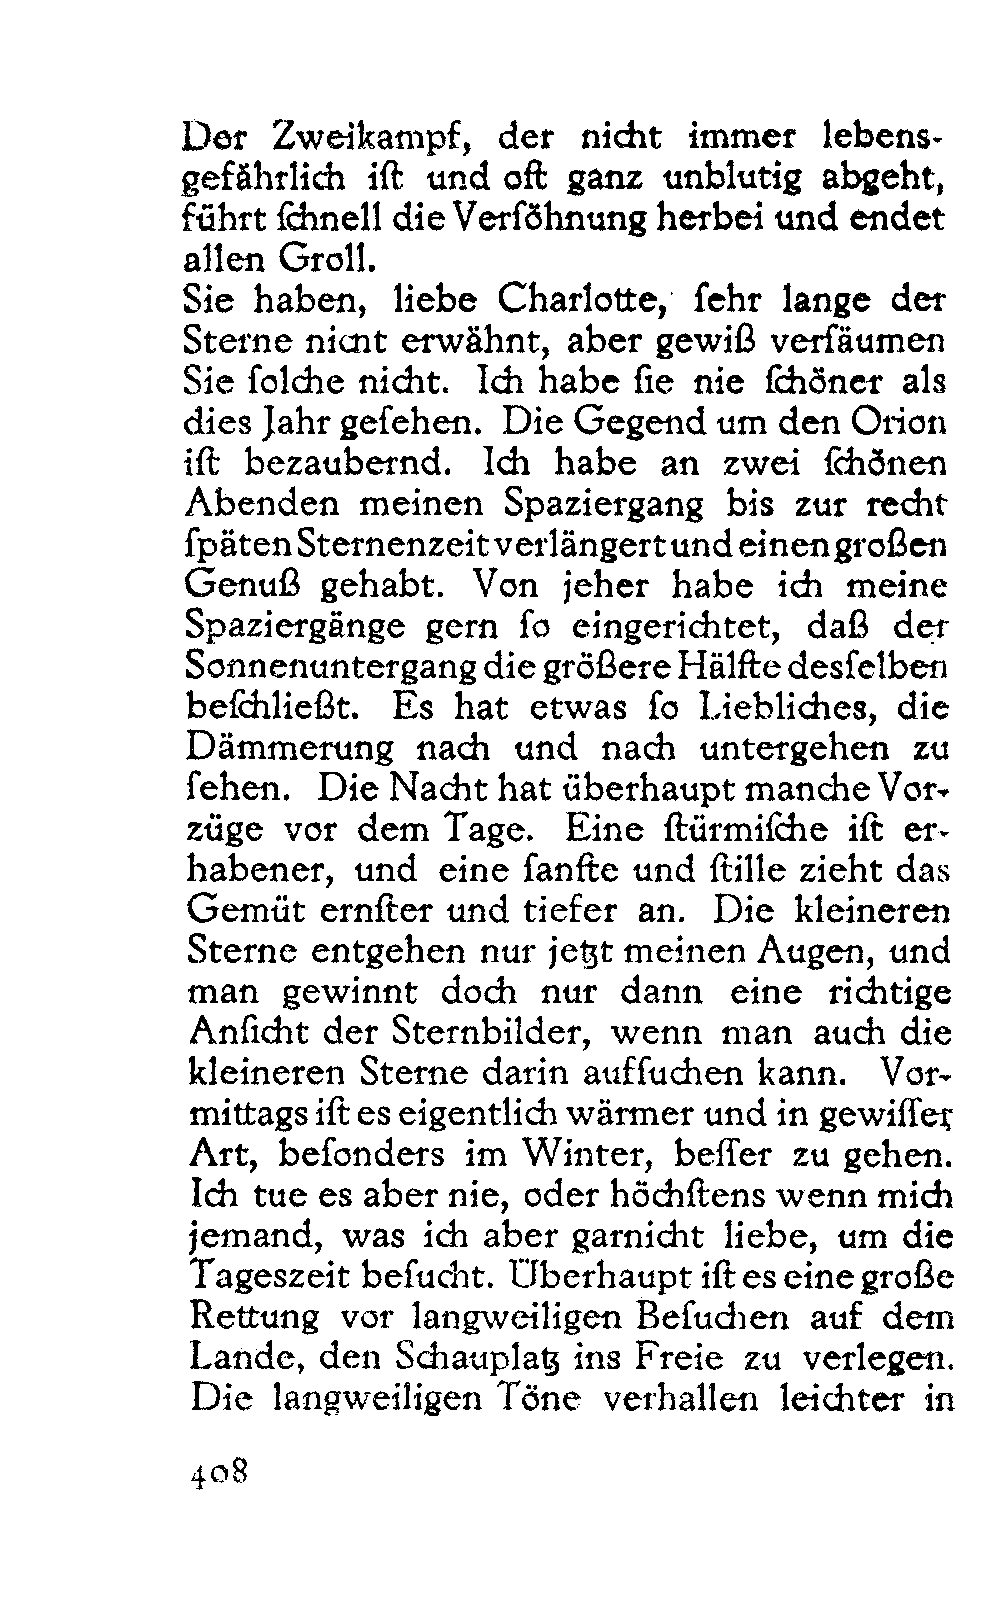 Der Zweikampf, der nicht immer lebens-
gefährlich iſt und oft ganz unblutig abgeht,
führt ſchnell die Verſöhnung herbei und endet
allen Groll.
Sie haben, liebe Charlotte, ſehr lange der
Sterne nicht erwähnt, aber gewiß verſäumen
Sie ſolche nicht. Ich habe ſie nie ſchöner als
dies Jahr geſehen. Die Gegend um den Orion
iſt bezaubernd. Ich habe an zwei ſchönen
Abenden meinen Spaziergang bis zur recht
ſpäten Sternenzeit verlängert und einen großen
Genuß gehabt. Von jeher habe ich meine
Spaziergänge gern ſo eingerichtet, daß der
Sonnenuntergang die größere Hälfte desſelben
beſchließt. Es hat etwas ſo Liebliches, die
Dämmerung nach und nach untergehen zu
ſehen. Die Nacht hat überhaupt manche Vor-
züge vor dem Tage. Eine ſtürmiſche iſt er-
habener, und eine ſanfte und ſtille zieht das
Gemüt ernſter und tiefer an. Die kleineren
Sterne entgehen nur jetzt meinen Augen, und
man gewinnt doch nur dann eine richtige
Anſicht der Sternbilder, wenn man auch die
kleineren Sterne darin aufſuchen kann. Vor-
mittags iſt es eigentlich wärmer und in gewiſſer
Art, beſonders im Winter, beſſer zu gehen.
Ich tue es aber nie, oder höchſtens wenn mich
jemand, was ich aber garnicht liebe, um die
Tageszeit beſucht. Überhaupt iſt es eine große
Rettung vor langweiligen Beſuchen auf dem
Lande, den Schauplatz ins Freie zu verlegen.
Die langweiligen Töne verhallen leichter in
408